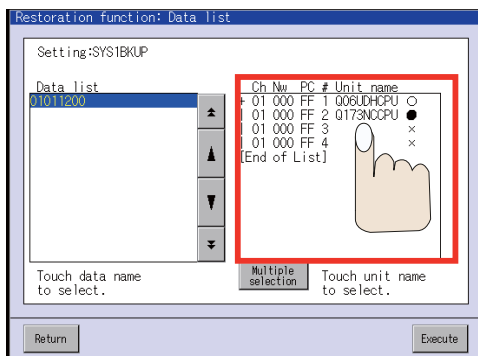 Restoration function: Data list
Setting:SYS1BKUP
Data list
01011200
Ch Nw PC # Unit name
+ 01 000 FF 1 Q06UDHCPU ○
| 01 000 FF 2 Q173NCCPU ●
| 01 000 FF 3 ×
| 01 000 FF 4 ×
[End of List]
Touch data name
to select.
Multiple
selection
Touch unit name
to select.
Return
Execute